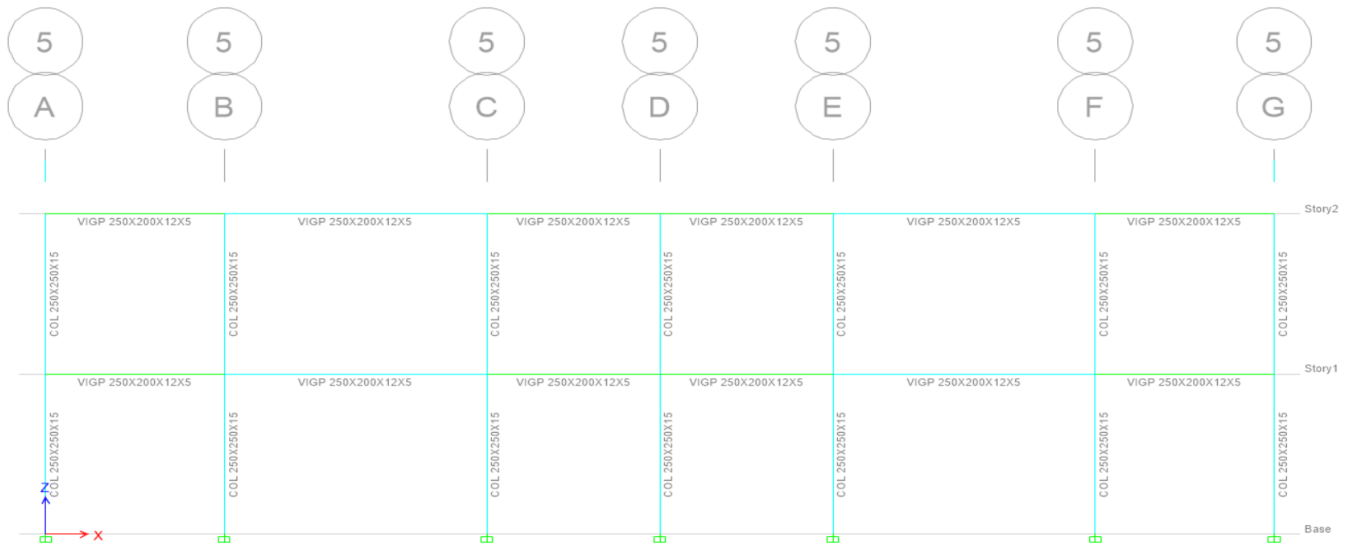 5 5 5 5 5 5 5
A B C D E F G
Story2
VIGP 250X200X12X5 VIGP 250X200X12X5 VIGP 250X200X12X5 VIGP 250X200X12X5 VIGP 250X200X12X5 VIGP 250X200X12X5
COL 250X250X15 COL 250X250X15 COL 250X250X15 COL 250X250X15 COL 250X250X15 COL 250X250X15 COL 250X250X15
Story1
VIGP 250X200X12X5 VIGP 250X200X12X5 VIGP 250X200X12X5 VIGP 250X200X12X5 VIGP 250X200X12X5 VIGP 250X200X12X5
COL 250X250X15 COL 250X250X15 COL 250X250X15 COL 250X250X15 COL 250X250X15 COL 250X250X15 COL 250X250X15
Z
Base
X